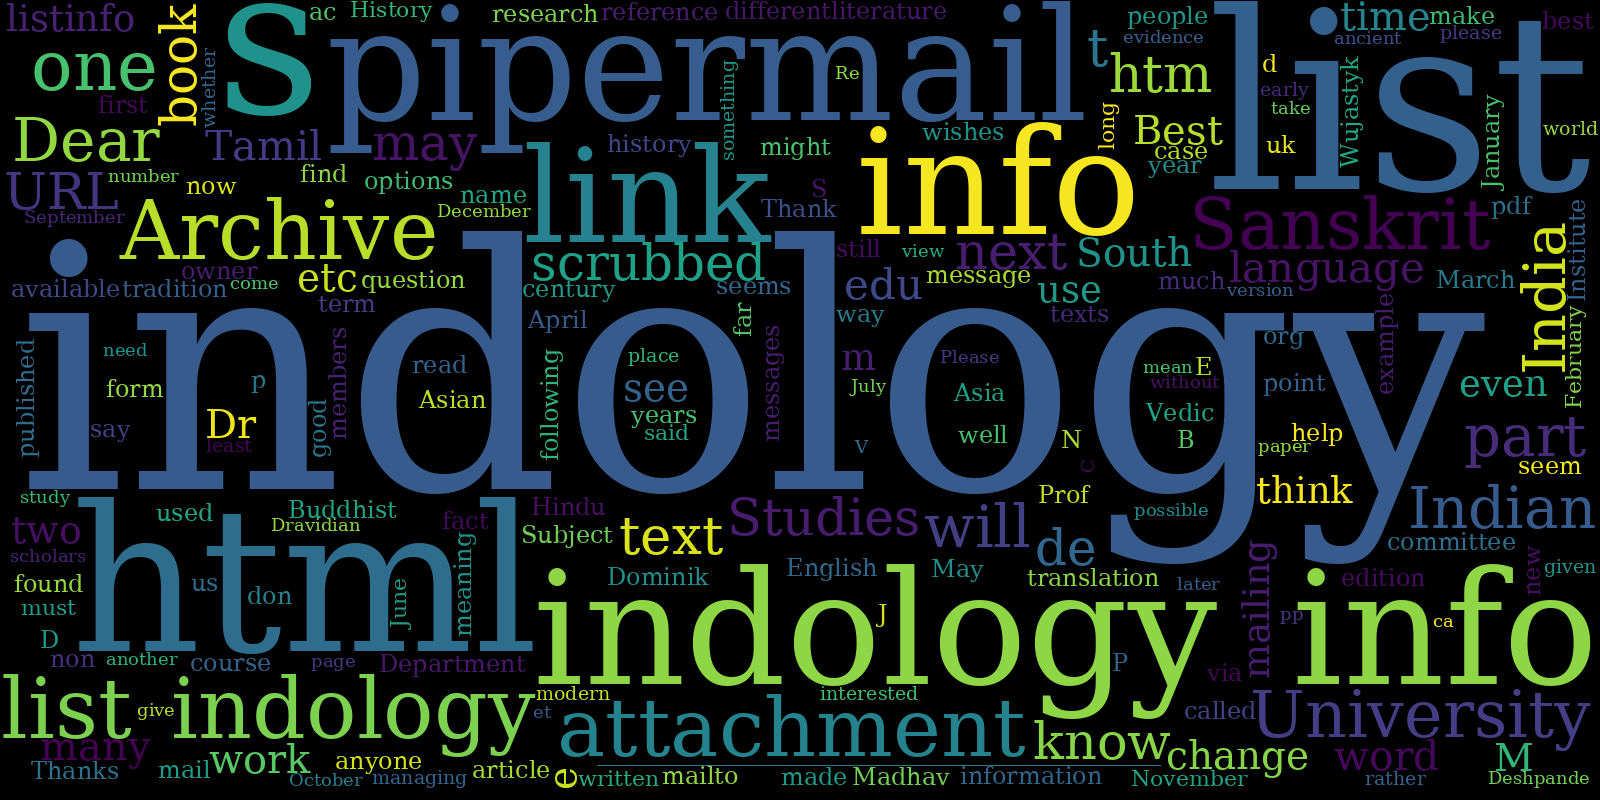 listinfo
book
s
ac
History
research
reference
different
literature
people
evidence
time
make
ancient
please
best
one
whether
pipermail
t
htm
list
first
something
Re
long
d
early
take
Wujastyk
January
world
Dear
Tamil
may
history
might
wishes
Best
case
uk
year
URL
number
now
find
options
name
link
S
Thank
info
September
December
Archive
still
view
next
South
Sanskrit
pdf
India
Institute
owner
etc
question
scrubbed
seems
edu
message
use
much
language
version
March
available
tradition
come
term
century
April
far
way
texts
org
example
February
published
need
form
p
read
place
see
years
said
messages
m
July
Please
Asia
mean
E
without
point
even
indology
say
Dr
least
good
members
Asian
following
V
well
N
C
Vedic
B
paper
help
part
seem
study
used
Buddhist
Dravidian
fact
Hindu
Subject
text
Studies
will
Prof
de
possible
think
Indian
two
scholars
found
must
D
html
us
don
June
meaning
Dominik
English
May
translation
later
mailing
committee
edition
pp
new
given
indology info
J
ca
non
another
course
page
Department
P
via
list indology
give
modern
et
interested
attachment
called
University
many
Thanks
mail
work
October
anyone
managing
article
e
written
mailto
made
Madhav
information
know
November
change
word
rather
M
Deshpande